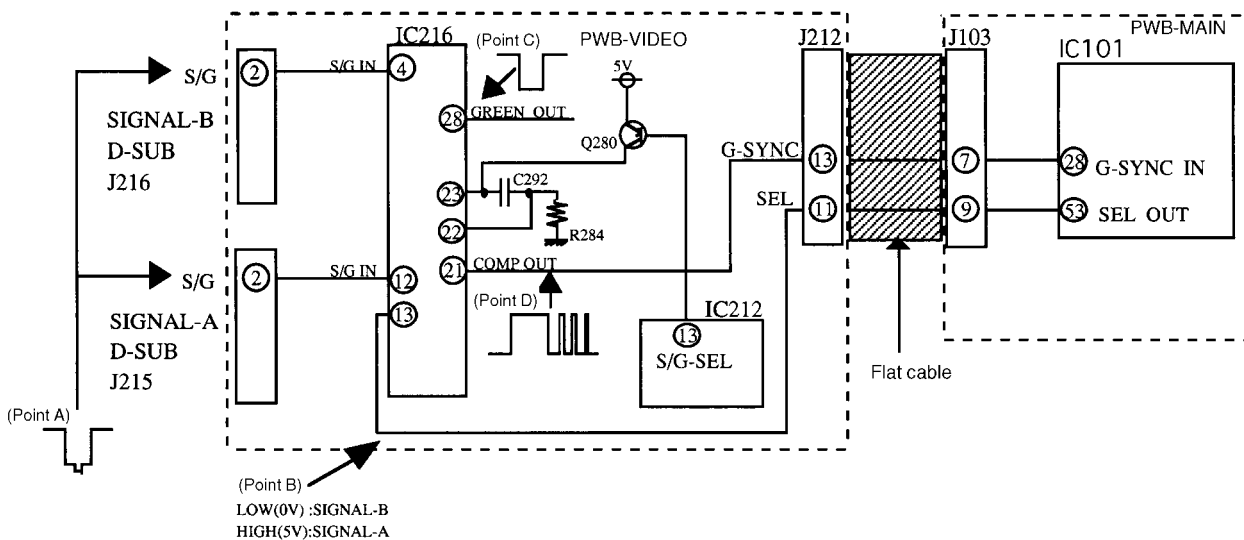 IC216
(Point C)
PWB-VIDEO
5V
J212
J103
PWB-MAIN
IC101
S/G
2
S/G IN
4
SIGNAL-B
D-SUB
J216
28
GREEN OUT
Q280
G-SYNC
13
7
28
G-SYNC IN
23
C292
SEL
11
9
53
SEL OUT
22
R284
S/G
2
S/G IN
12
21
COMP OUT
13
(Point D)
IC212
13
S/G-SEL
SIGNAL-A
D-SUB
J215
Flat cable
(Point A)
(Point B)
LOW(0V) :SIGNAL-B
HIGH(5V):SIGNAL-A